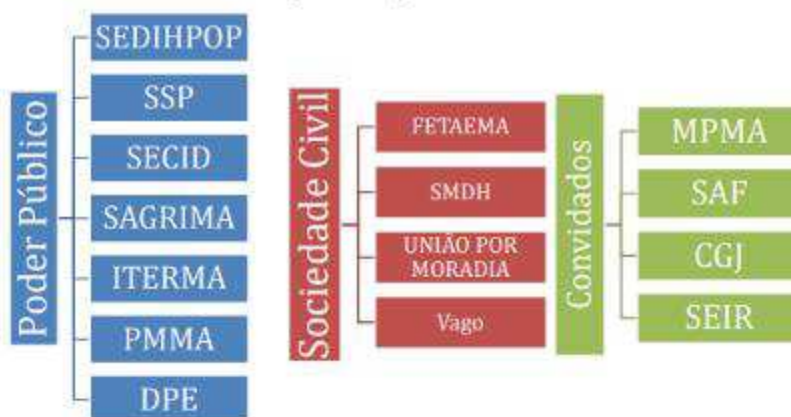 Poder Público
SEDIHPOP
SSP
SECID
SAGRIMA
ITERMA
PMMA
DPE
Sociedade Civil
FETAEMA
SMDH
UNIÃO POR
MORADIA
Vago
Convidados
MPMA
SAF
CGJ
SEIR